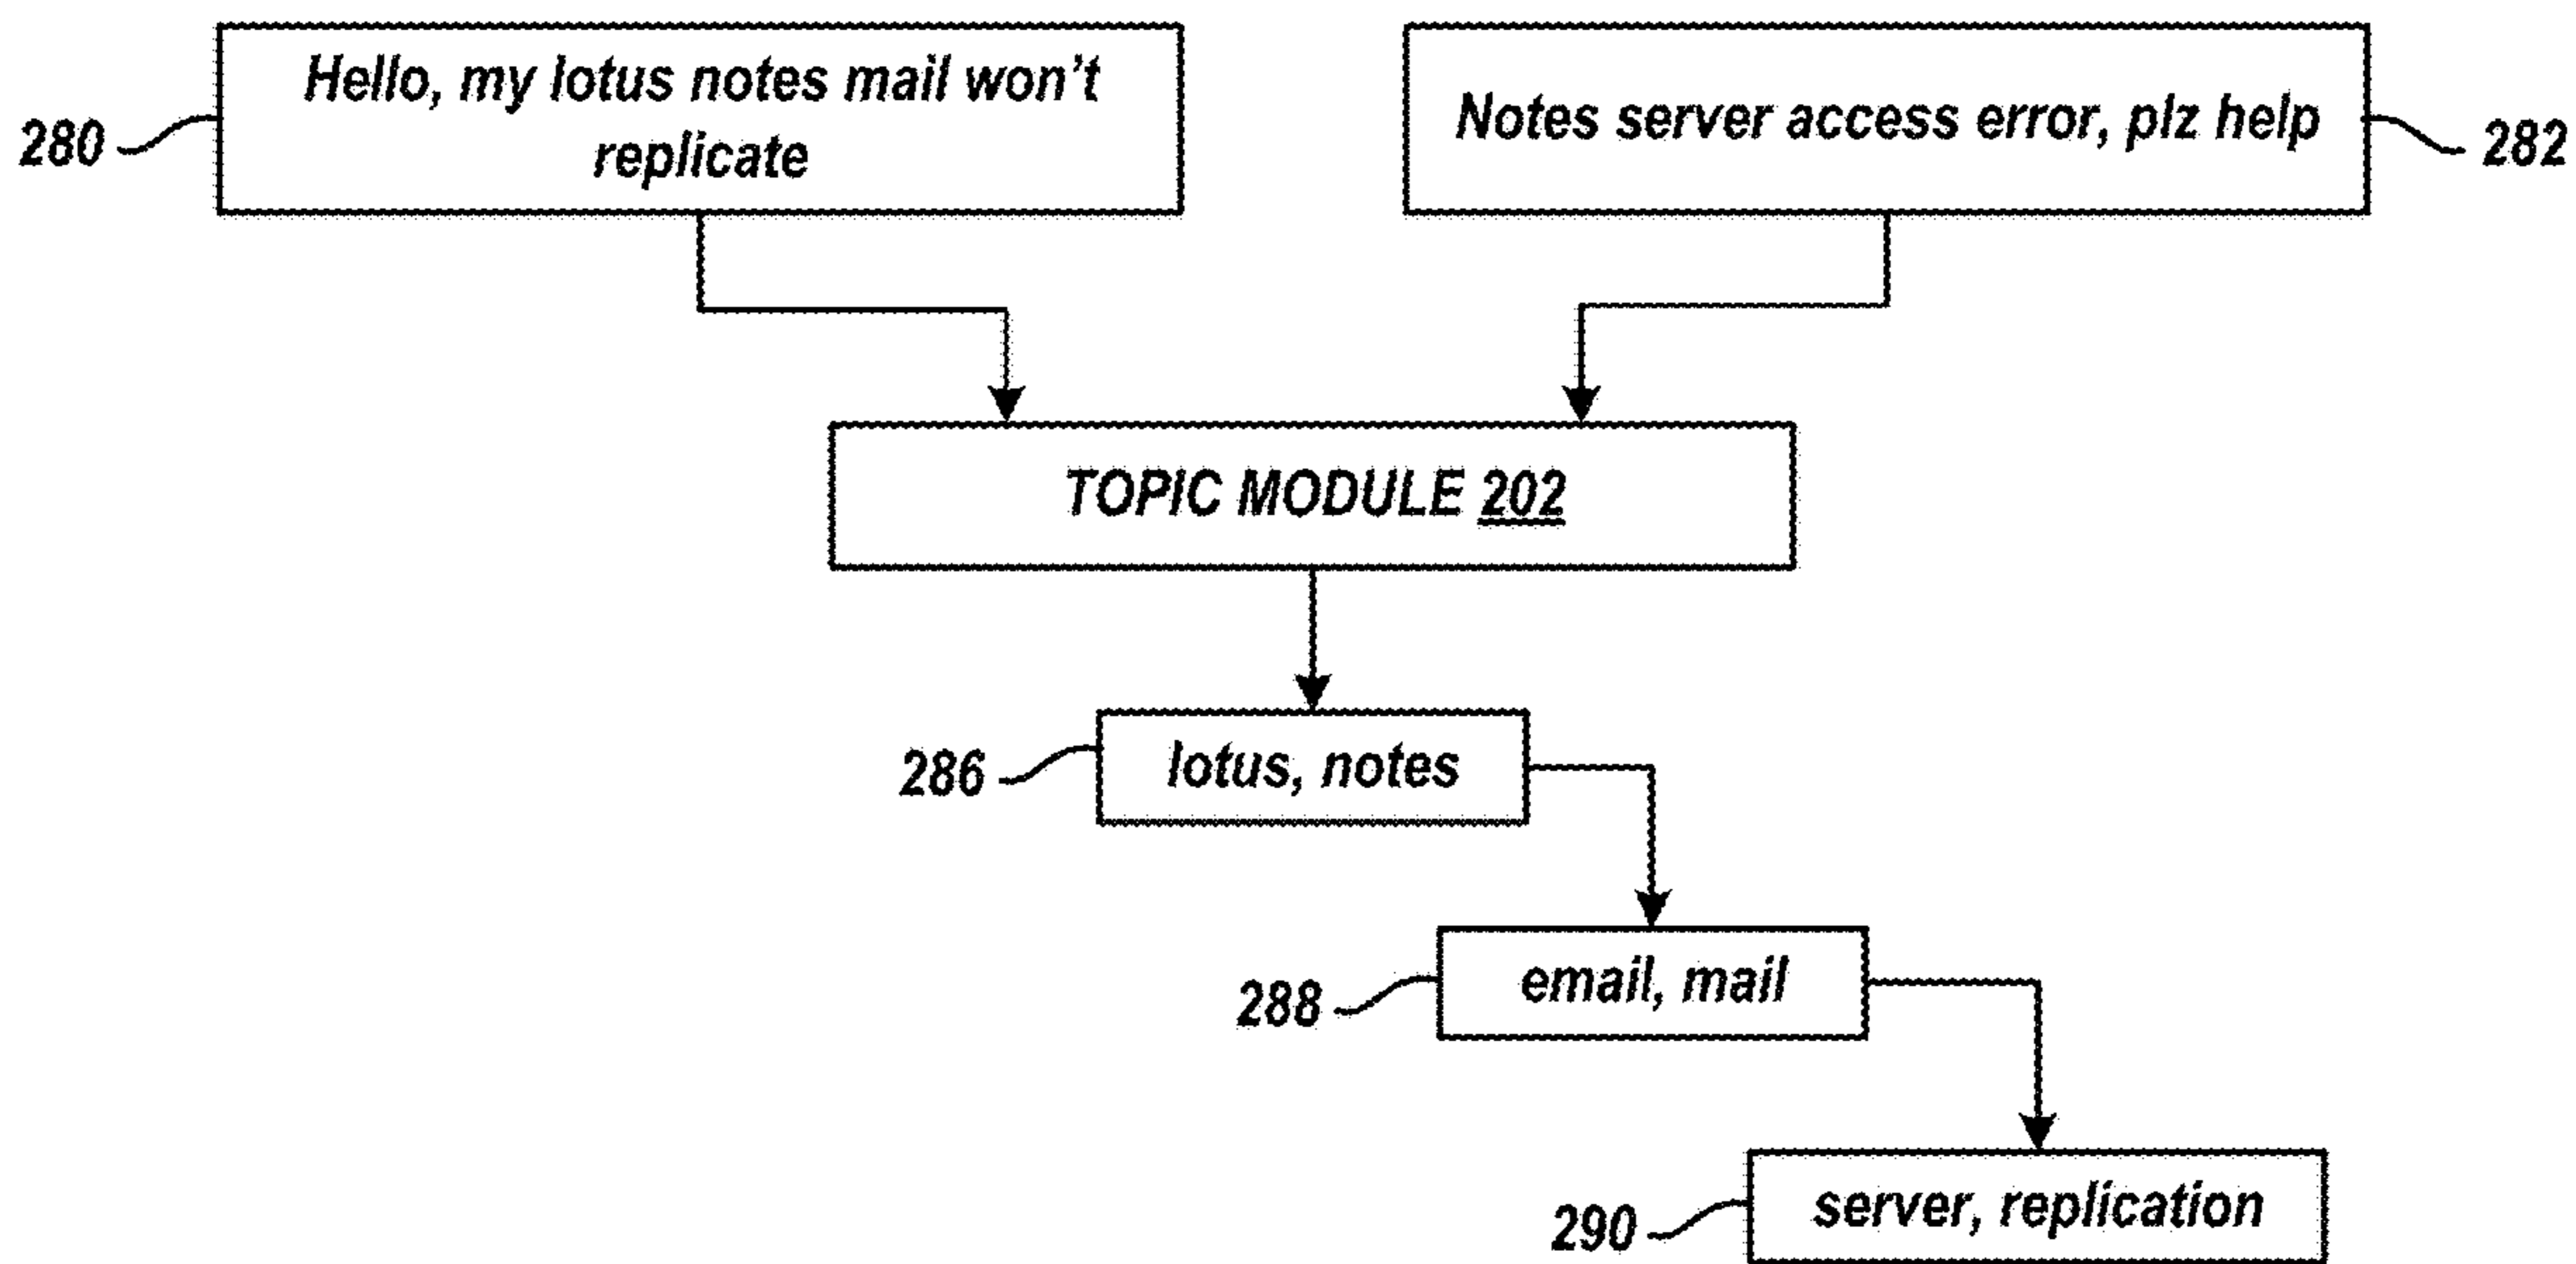 Hello, my lotus notes mail won't
replicate
280
Notes server access error, plz help
282
TOPIC MODULE 202
286
lotus, notes
288
email, mail
290
server, replication